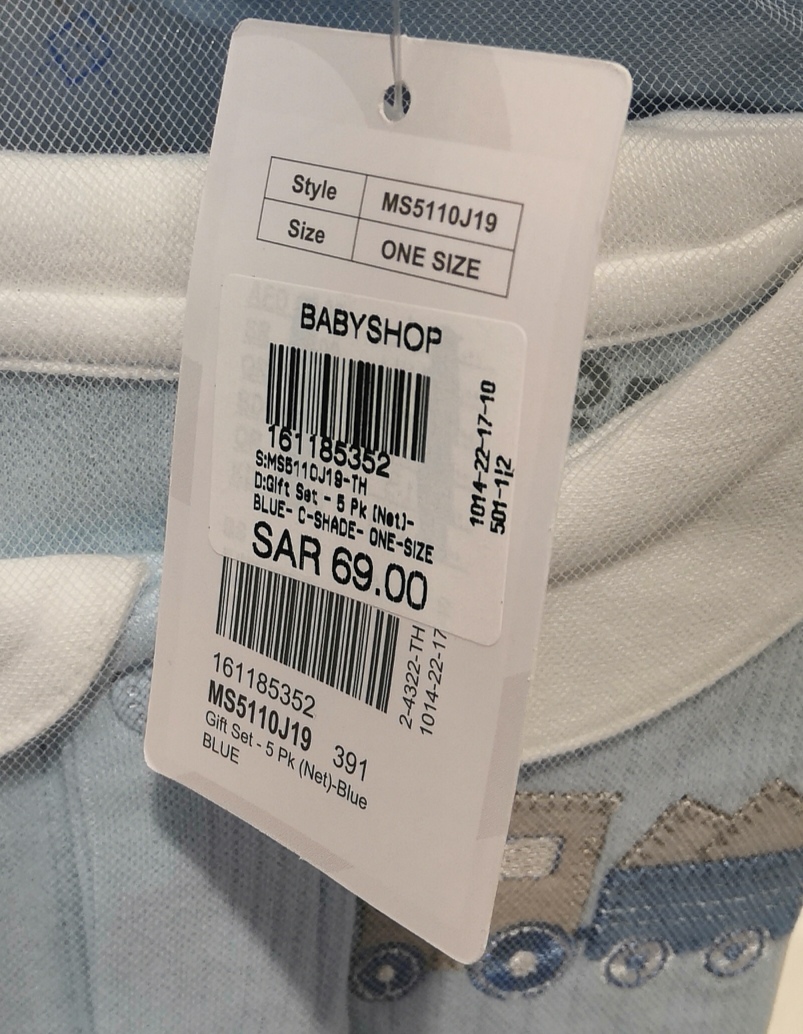 Style MS5110J19
Size ONE SIZE
BABYSHOP
161185352
S:MS5110J19-TH
D:Gift Set - 5 Pk (Net)-
BLUE- C-SHADE- ONE-SIZE
SAR 69.00
1014-22-17-10
501-1|2
161185352
MS5110J19 391
Gift Set - 5 Pk (Net)-Blue
BLUE
2-4322-TH
1014-22-17